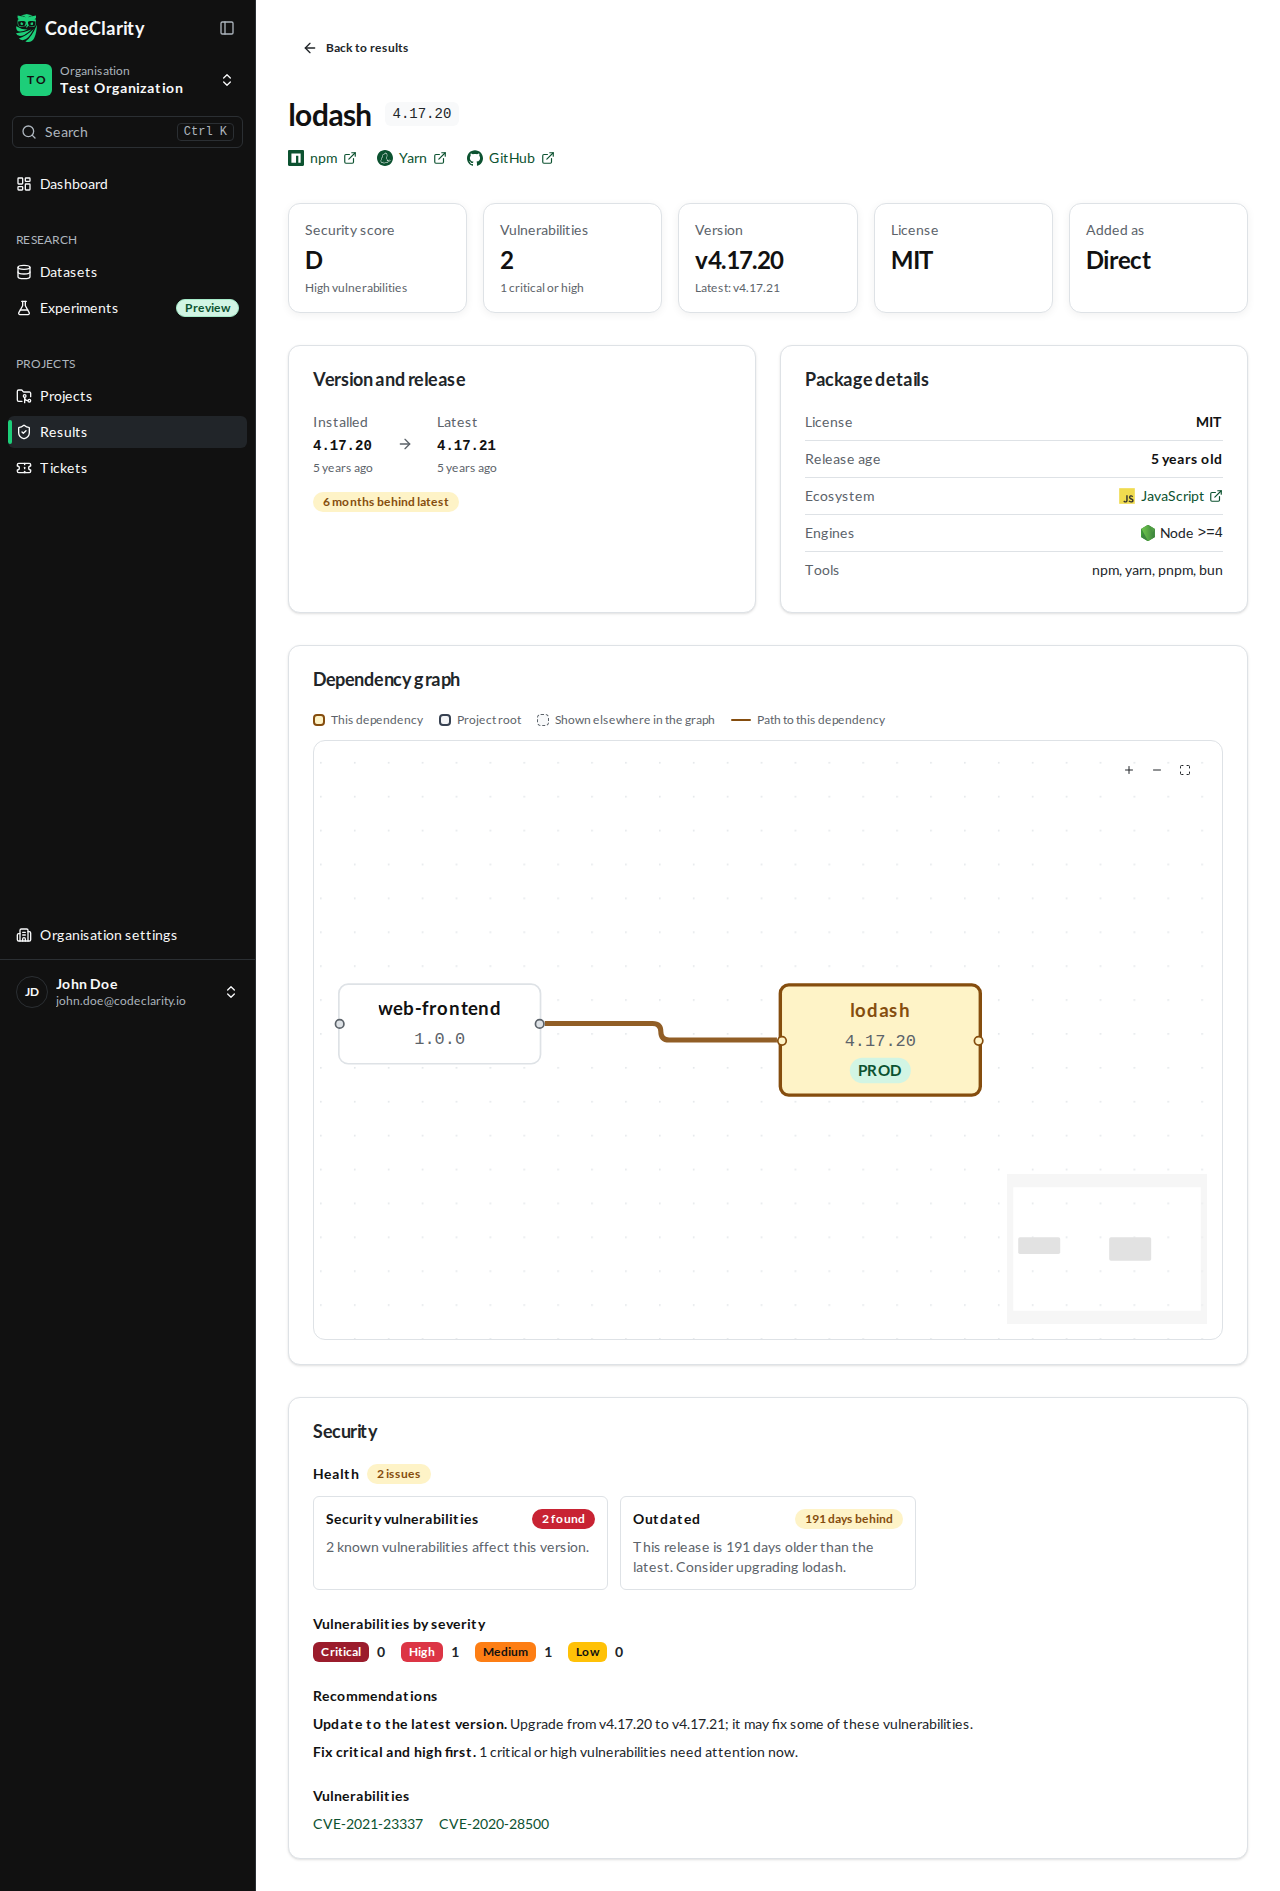 CodeClarity
TO
Organisation
Test Organization
Search
Ctrl K
Dashboard
RESEARCH
Datasets
Experiments
Preview
PROJECTS
Projects
Results
Tickets
Organisation settings
JD
John Doe
john.doe@codeclarity.io
Back to results
lodash 4.17.20
npm Yarn GitHub
Security score
D
High vulnerabilities
Vulnerabilities
2
1 critical or high
Version
v4.17.20
Latest: v4.17.21
License
MIT
Added as
Direct
Version and release
Installed
4.17.20
5 years ago
Latest
4.17.21
5 years ago
6 months behind latest
Package details
License MIT
Release age 5 years old
Ecosystem JS JavaScript
Engines Node >=4
Tools npm, yarn, pnpm, bun
Dependency graph
This dependency Project root Shown elsewhere in the graph Path to this dependency
web-frontend
1.0.0
lodash
4.17.20
PROD
Security
Health 2 issues
Security vulnerabilities 2 found
2 known vulnerabilities affect this version.
Outdated 191 days behind
This release is 191 days older than the
latest. Consider upgrading lodash.
Vulnerabilities by severity
Critical 0 High 1 Medium 1 Low 0
Recommendations
Update to the latest version. Upgrade from v4.17.20 to v4.17.21; it may fix some of these vulnerabilities.
Fix critical and high first. 1 critical or high vulnerabilities need attention now.
Vulnerabilities
CVE-2021-23337 CVE-2020-28500